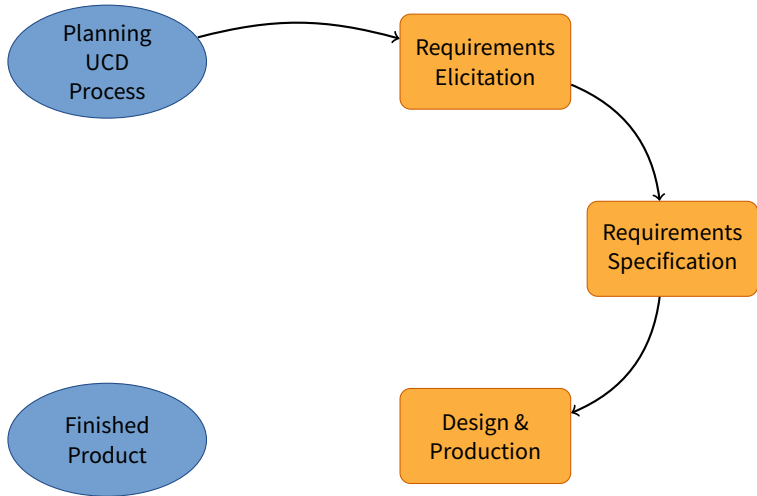 Planning
UCD
Process
Requirements
Elicitation
Requirements
Specification
Finished
Product
Design &
Production